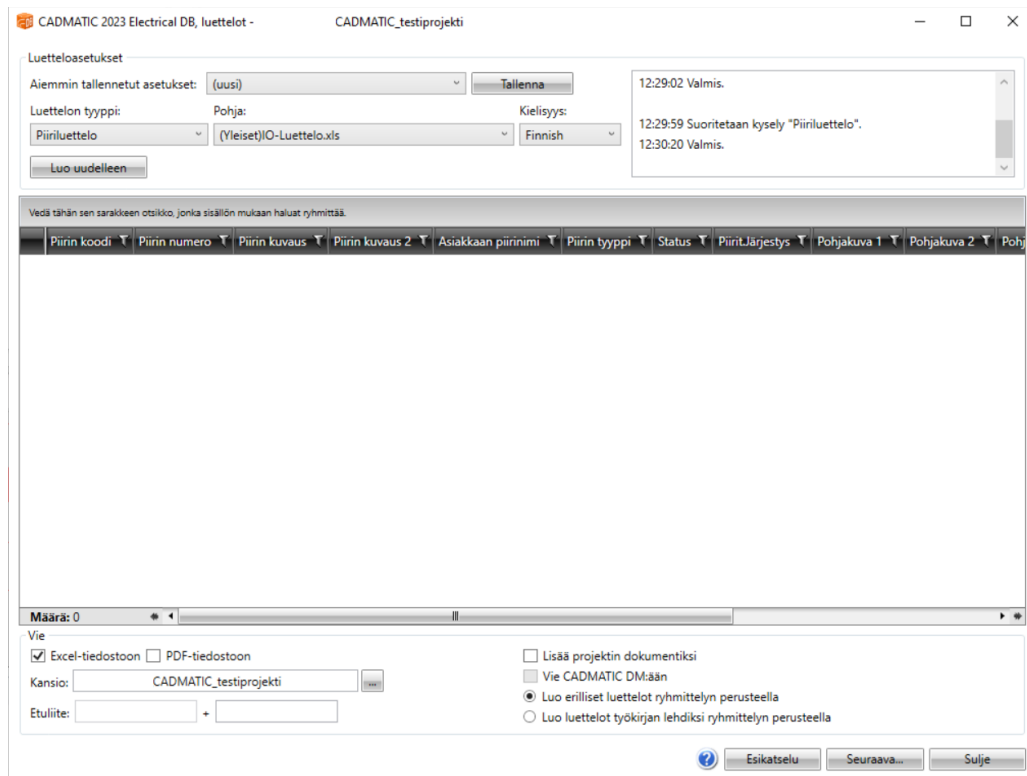 CADMATIC 2023 Electrical DB, luettelot - CADMATIC_testiprojekti
Luetteloasetukset
Aiemmin tallennetut asetukset: (uusi) Tallenna
Luettelon tyyppi: Pohja: Kielisyys:
Piiriluettelo (Yleiset)IO-Luettelo.xls Finnish
Luo uudelleen
12:29:02 Valmis.
12:29:59 Suoritetaan kysely "Piiriluettelo".
12:30:20 Valmis.
Vedä tähän sen sarakkeen otsikko, jonka sisällön mukaan haluat ryhmittää.
Piirin koodi Piirin numero Piirin kuvaus Piirin kuvaus 2 Asiakkaan piirinimi Piirin tyyppi Status Piirit.Järjestys Pohjakuva 1 Pohjakuva 2 Pohj
Määrä: 0
Vie
Excel-tiedostoon PDF-tiedostoon
Kansio: CADMATIC_testiprojekti ...
Etuliite: +
Lisää projektin dokumentiksi
Vie CADMATIC DM:ään
Luo erilliset luettelot ryhmittelyn perusteella
Luo luettelot työkirjan lehdiksi ryhmittelyn perusteella
? Esikatselu Seuraava... Sulje